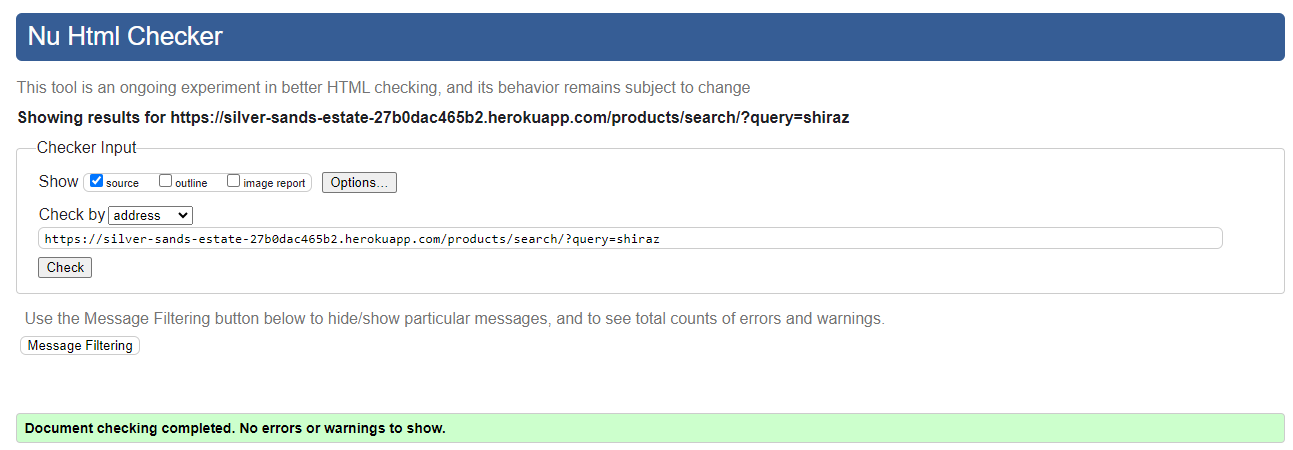 Nu Html Checker
This tool is an ongoing experiment in better HTML checking, and its behavior remains subject to change
Showing results for https://silver-sands-estate-27b0dac465b2.herokuapp.com/products/search/?query=shiraz
Checker Input
Show source outline image report Options...
Check by address
https://silver-sands-estate-27b0dac465b2.herokuapp.com/products/search/?query=shiraz
Check
Use the Message Filtering button below to hide/show particular messages, and to see total counts of errors and warnings.
Message Filtering
Document checking completed. No errors or warnings to show.